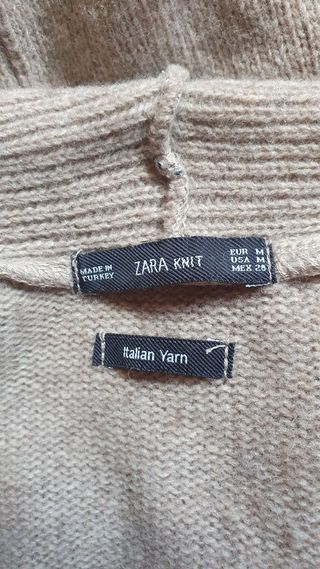 MADE IN
TURKEY
ZARA KNIT
EUR M
USA M
MEX 28
Italian Yarn